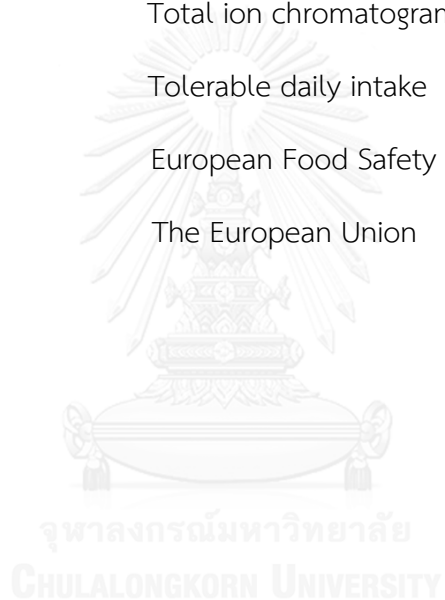 Total ion chromatogram
Tolerable daily intake
European Food Safety
The European Union
จุฬาลงกรณ์มหาวิทยาลัย
CHULALONGKORN UNIVERSITY